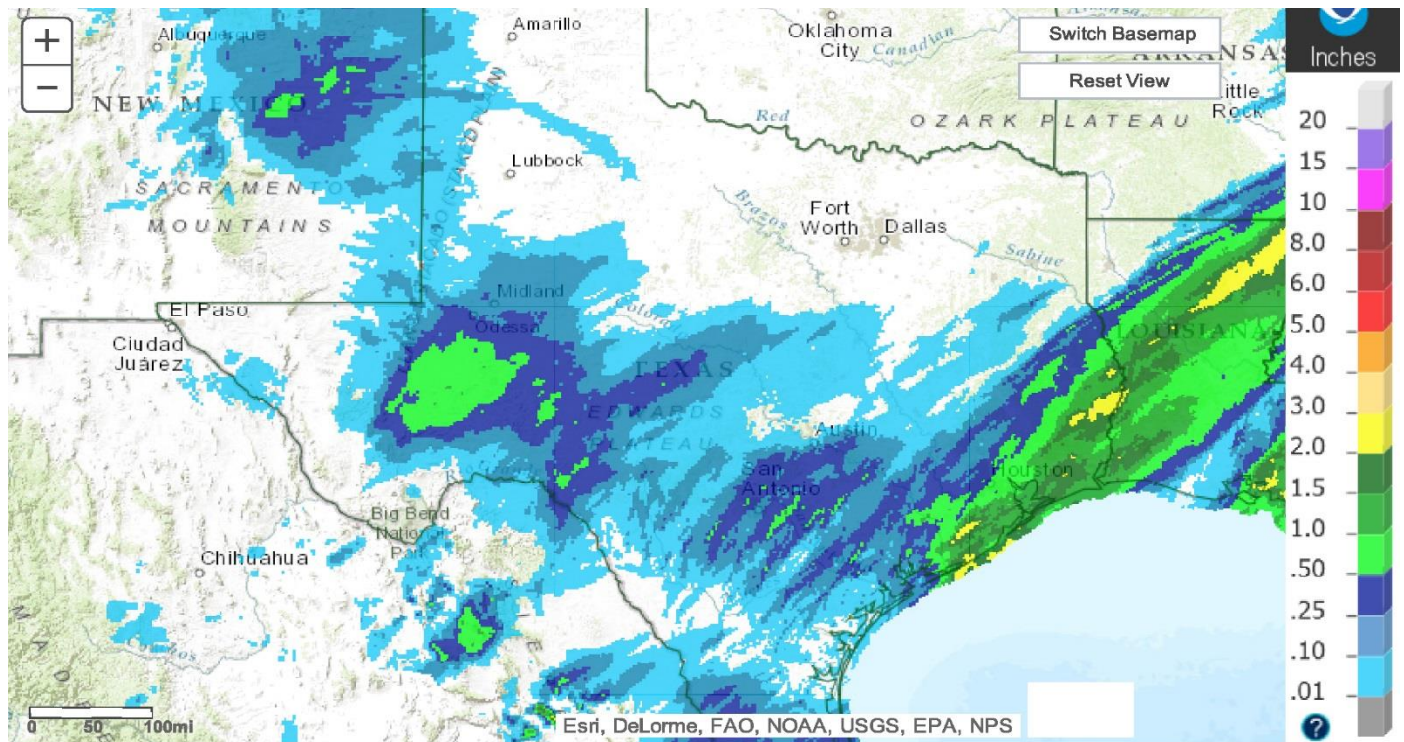 +
−
Albuquerque
Amarillo
Oklahoma
City
Canadian
Switch Basemap
Reset View
Inches
ARKANSAS
Little
Rock
NEW MEXICO
Red
OZARK PLATEAU
Lubbock
SACRAMENTO
MOUNTAINS
Brazos
Fort
Worth
Dallas
Sabine
El Paso
Ciudad
Juárez
Midland
Odessa
Colorado
LOUISIANA
TEXAS
EDWARDS
PLATEAU
Austin
San
Antonio
Houston
Big Bend
National
Park
Chihuahua
20
15
10
8.0
6.0
5.0
4.0
3.0
2.0
1.5
1.0
.50
.25
.10
.01
?
0 50 100mi
Esri, DeLorme, FAO, NOAA, USGS, EPA, NPS